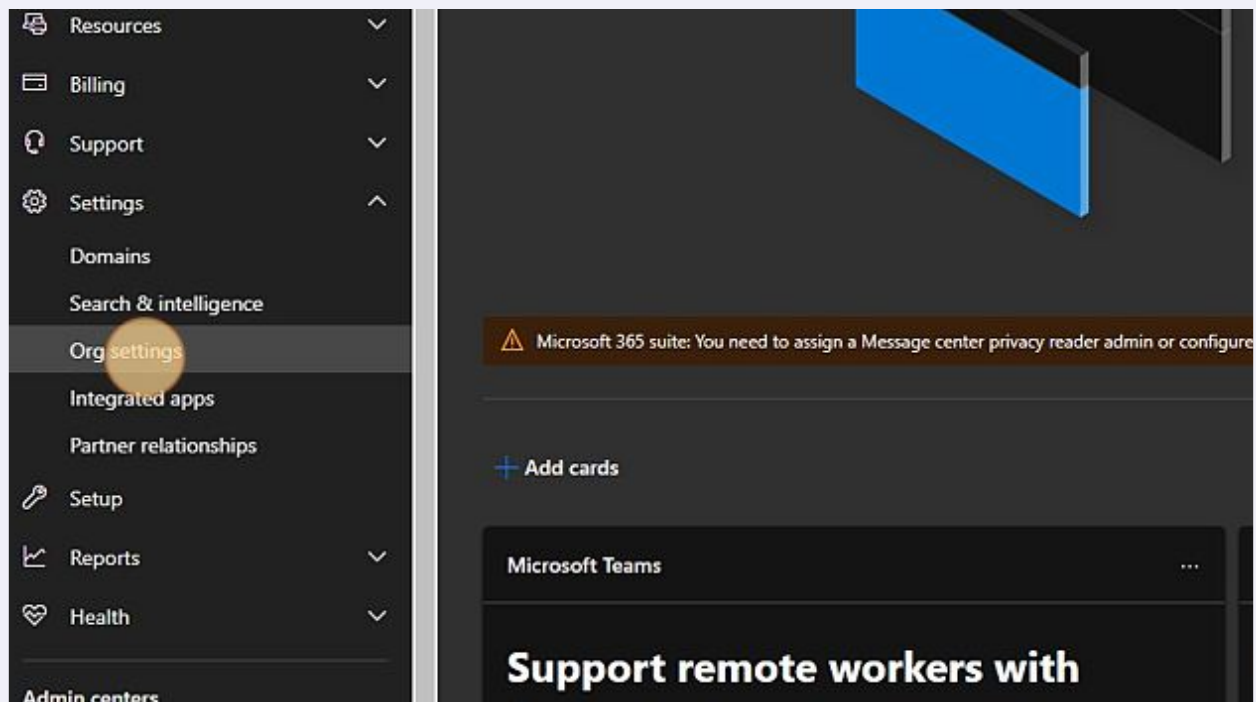 Resources
Billing
Support
Settings
Domains
Search & intelligence
Org settings
Integrated apps
Partner relationships
Setup
Reports
Health
Admin centers
Microsoft 365 suite: You need to assign a Message center privacy reader admin or configure
Add cards
Microsoft Teams
Support remote workers with